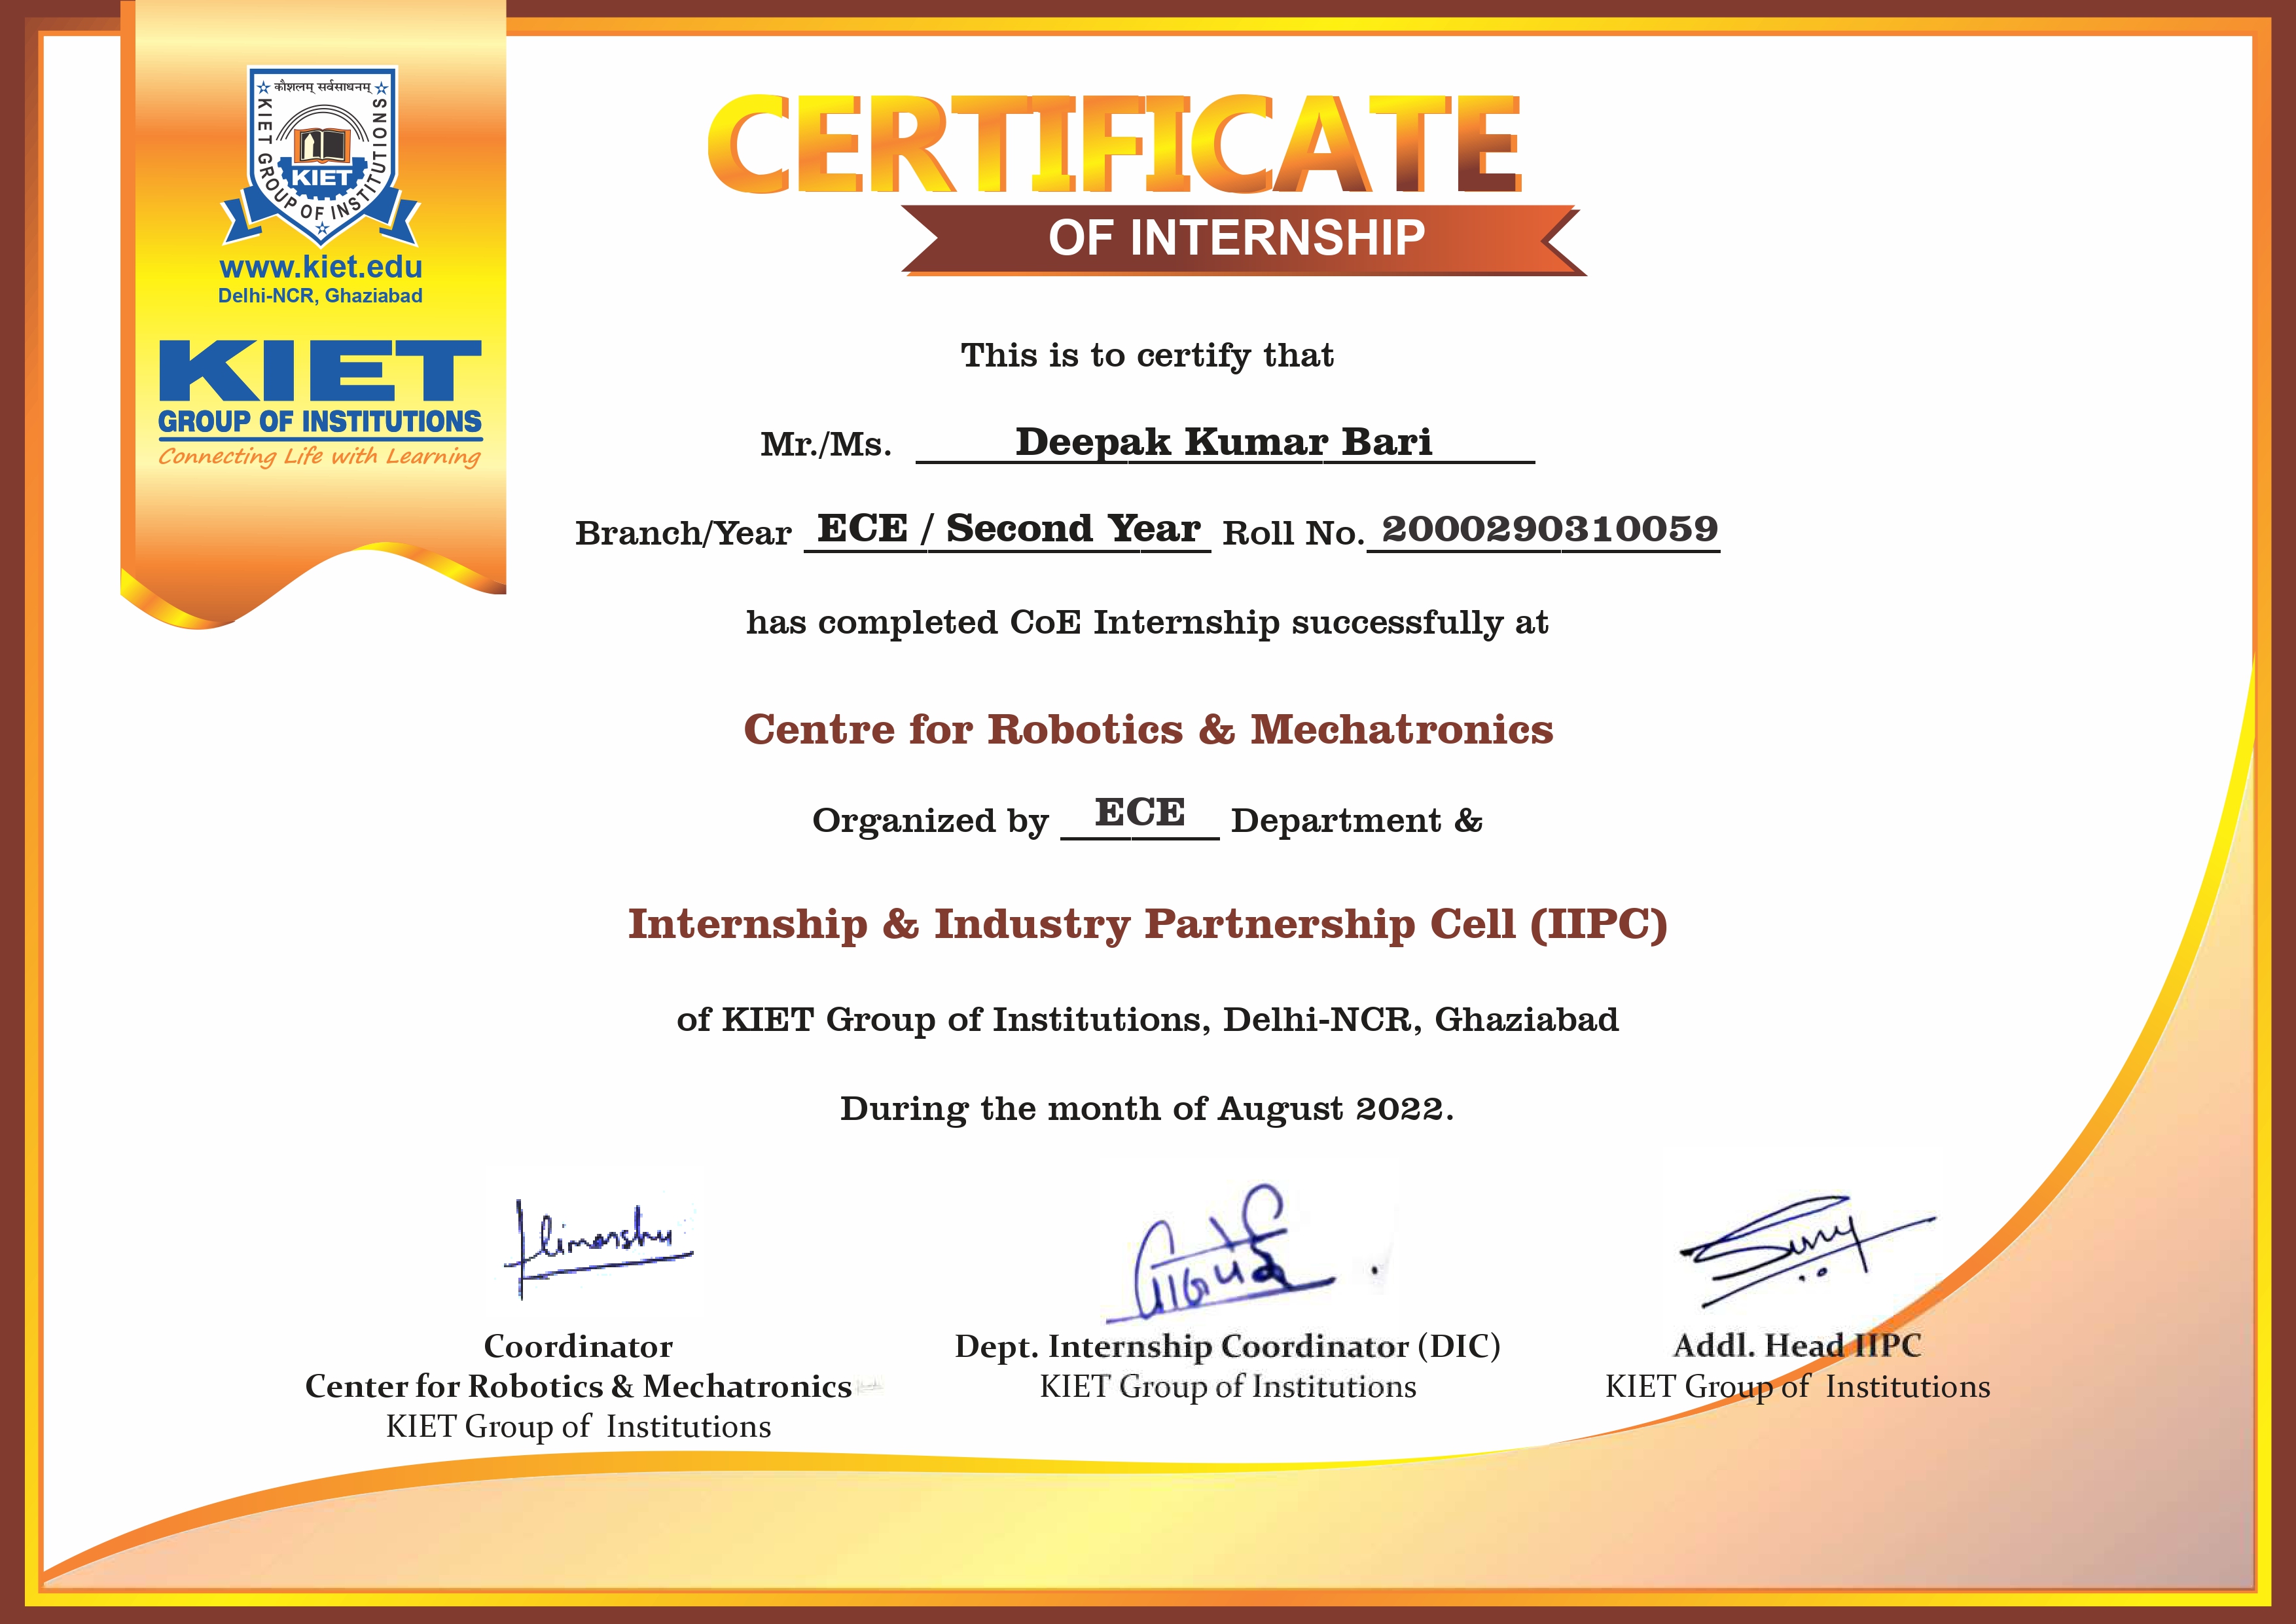 कौशलम् सर्वसाधनम्
KIET GROUP OF INSTITUTIONS
KIET
www.kiet.edu
Delhi-NCR, Ghaziabad
KIET
GROUP OF INSTITUTIONS
Connecting Life with Learning
CERTIFICATE
OF INTERNSHIP
This is to certify that
Mr./Ms. Deepak Kumar Bari
Branch/Year ECE / Second Year Roll No. 2000290310059
has completed CoE Internship successfully at
Centre for Robotics & Mechatronics
Organized by ECE Department &
Internship & Industry Partnership Cell (IIPC)
of KIET Group of Institutions, Delhi-NCR, Ghaziabad
During the month of August 2022.
Himanshu
Coordinator
Center for Robotics & Mechatronics
KIET Group of Institutions
Dept. Internship Coordinator (DIC)
KIET Group of Institutions
Addl. Head IIPC
KIET Group of Institutions